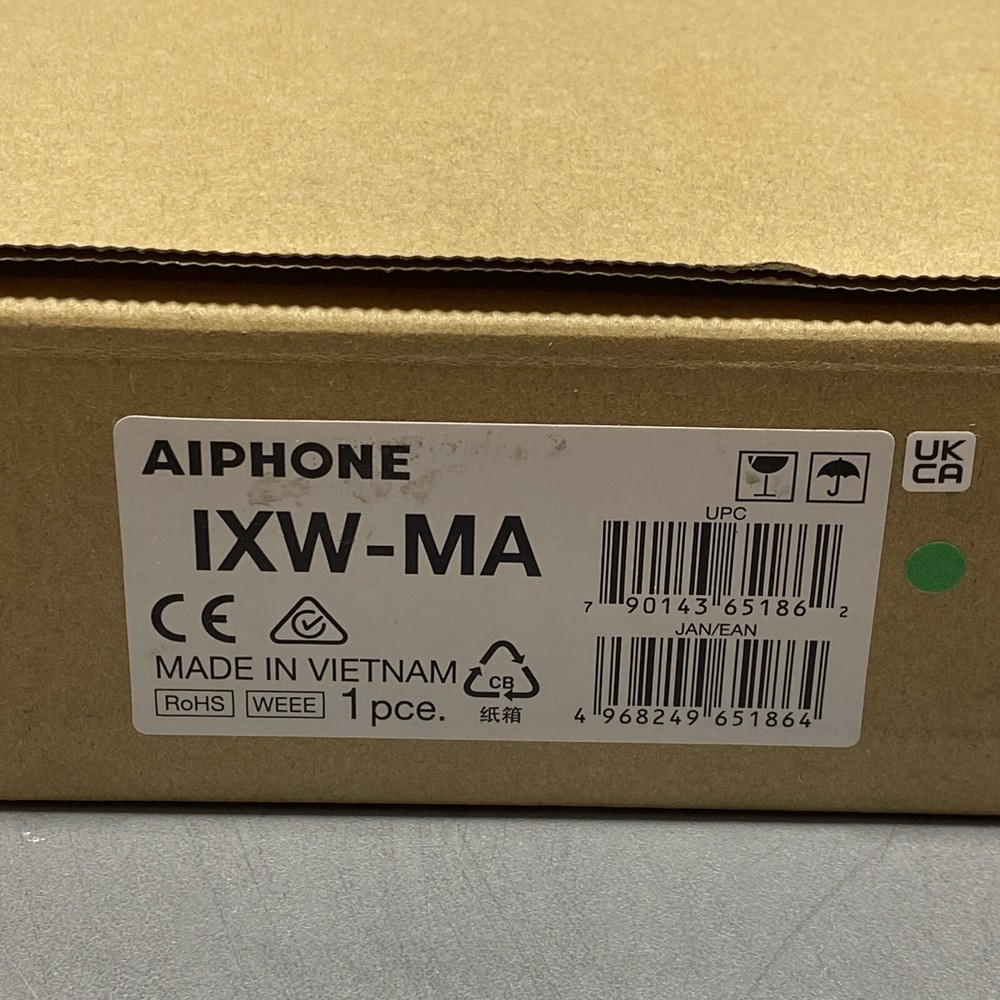 AIPHONE
IXW-MA
CE
MADE IN VIETNAM
RoHS WEEE 1 pce.
CB
纸箱
UPC
7 90143 65186 2
JAN/EAN
4 968249 651864
UK
CA